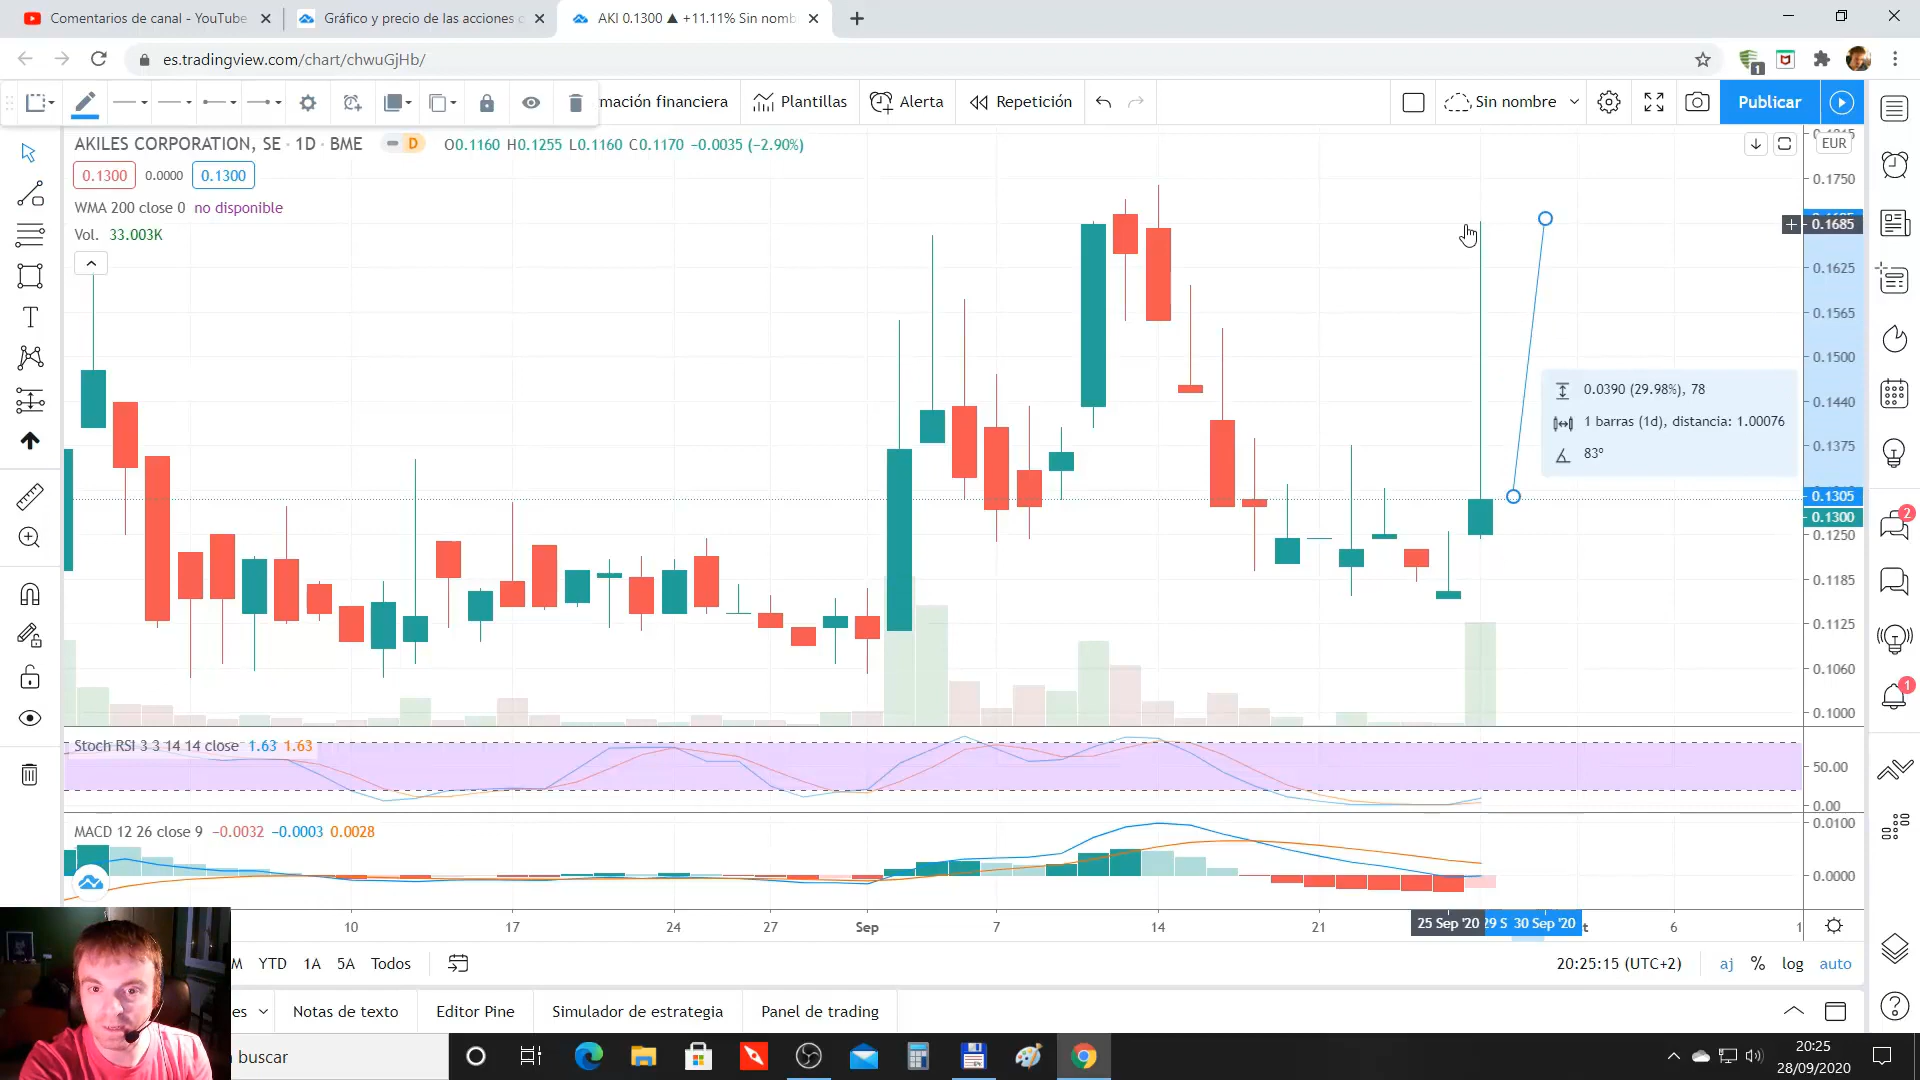 Comentarios de canal - YouTube
Gráfico y precio de las acciones c
AKI 0.1300 ▲ +11.11% Sin nomb
es.tradingview.com/chart/chwuGjHb/
1
mación financiera
Plantillas
Alerta
Repetición
Sin nombre
Publicar
AKILES CORPORATION, SE · 1D · BME
D
O0.1160 H0.1255 L0.1160 C0.1170 −0.0035 (−2.90%)
EUR
0.1300
0.0000
0.1300
WMA 200 close 0 no disponible
Vol. 33.003K
0.1750
0.1685
0.1625
0.1565
0.1500
0.1440
0.1375
0.1305
0.1300
0.1250
0.1185
0.1125
0.1060
0.1000
0.0390 (29.98%), 78
1 barras (1d), distancia: 1.00076
83º
Stoch RSI 3 3 14 14 close 1.63 1.63
50.00
0.00
MACD 12 26 close 9 −0.0032 −0.0003 0.0028
0.0100
0.0000
10
17
24
27
Sep
7
14
21
25 Sep '20
29 S
30 Sep '20
t
6
1
2
1
M
YTD
1A
5A
Todos
20:25:15 (UTC+2)
aj
%
log
auto
es
Notas de texto
Editor Pine
Simulador de estrategia
Panel de trading
buscar
20:25
28/09/2020